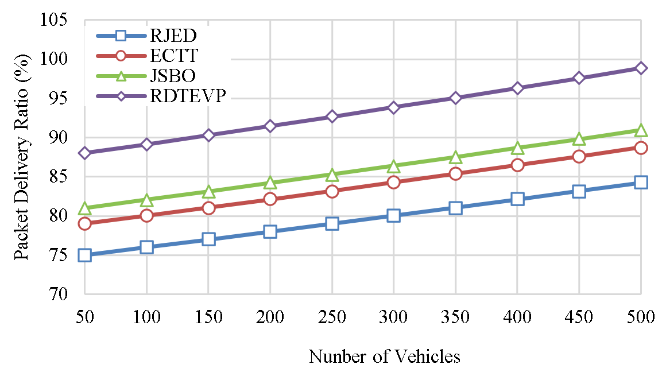 105
100
95
90
85
80
75
70
Packet Delivery Ratio (%)
RJED
ECTT
JSBO
RDTEVP
50 100 150 200 250 300 350 400 450 500
Nunber of Vehicles